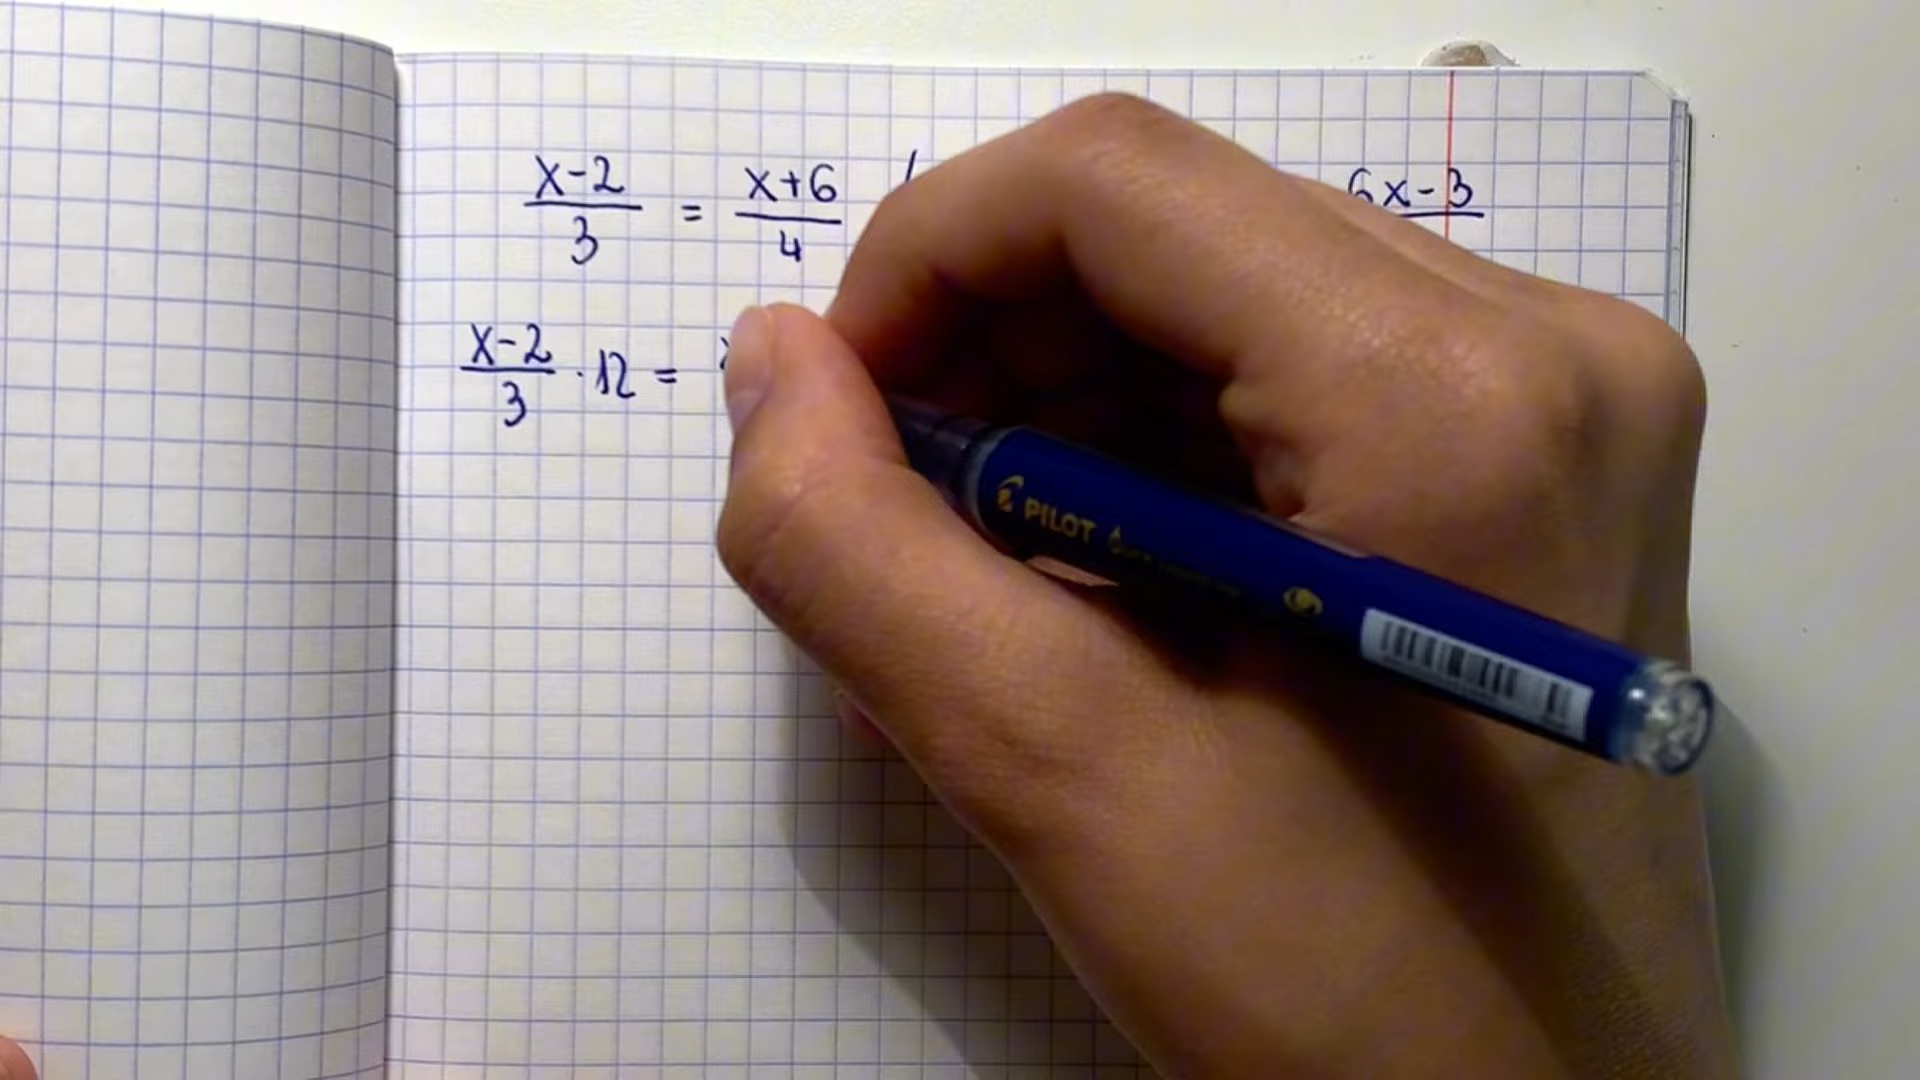 x-2/3 = x+6/4 /
6x-3
x-2/3 · 12 =
PILOT